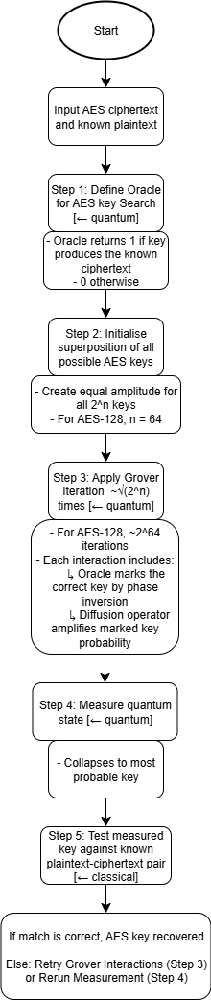 Start
Input AES ciphertext
and known plaintext
Step 1: Define Oracle
for AES key Search
[← quantum]
- Oracle returns 1 if key
produces the known
ciphertext
- 0 otherwise
Step 2: Initialise
superposition of all
possible AES keys
- Create equal amplitude for
all 2^n keys
- For AES-128, n = 64
Step 3: Apply Grover
Iteration ~√(2^n)
times [← quantum]
- For AES-128, ~2^64
iterations
- Each interaction includes:
↳ Oracle marks the
correct key by phase
inversion
↳ Diffusion operator
amplifies marked key
probability
Step 4: Measure quantum
state [← quantum]
- Collapses to most
probable key
Step 5: Test measured
key against known
plaintext-ciphertext pair
[← classical]
If match is correct, AES key recovered
Else: Retry Grover Interactions (Step 3)
or Rerun Measurement (Step 4)